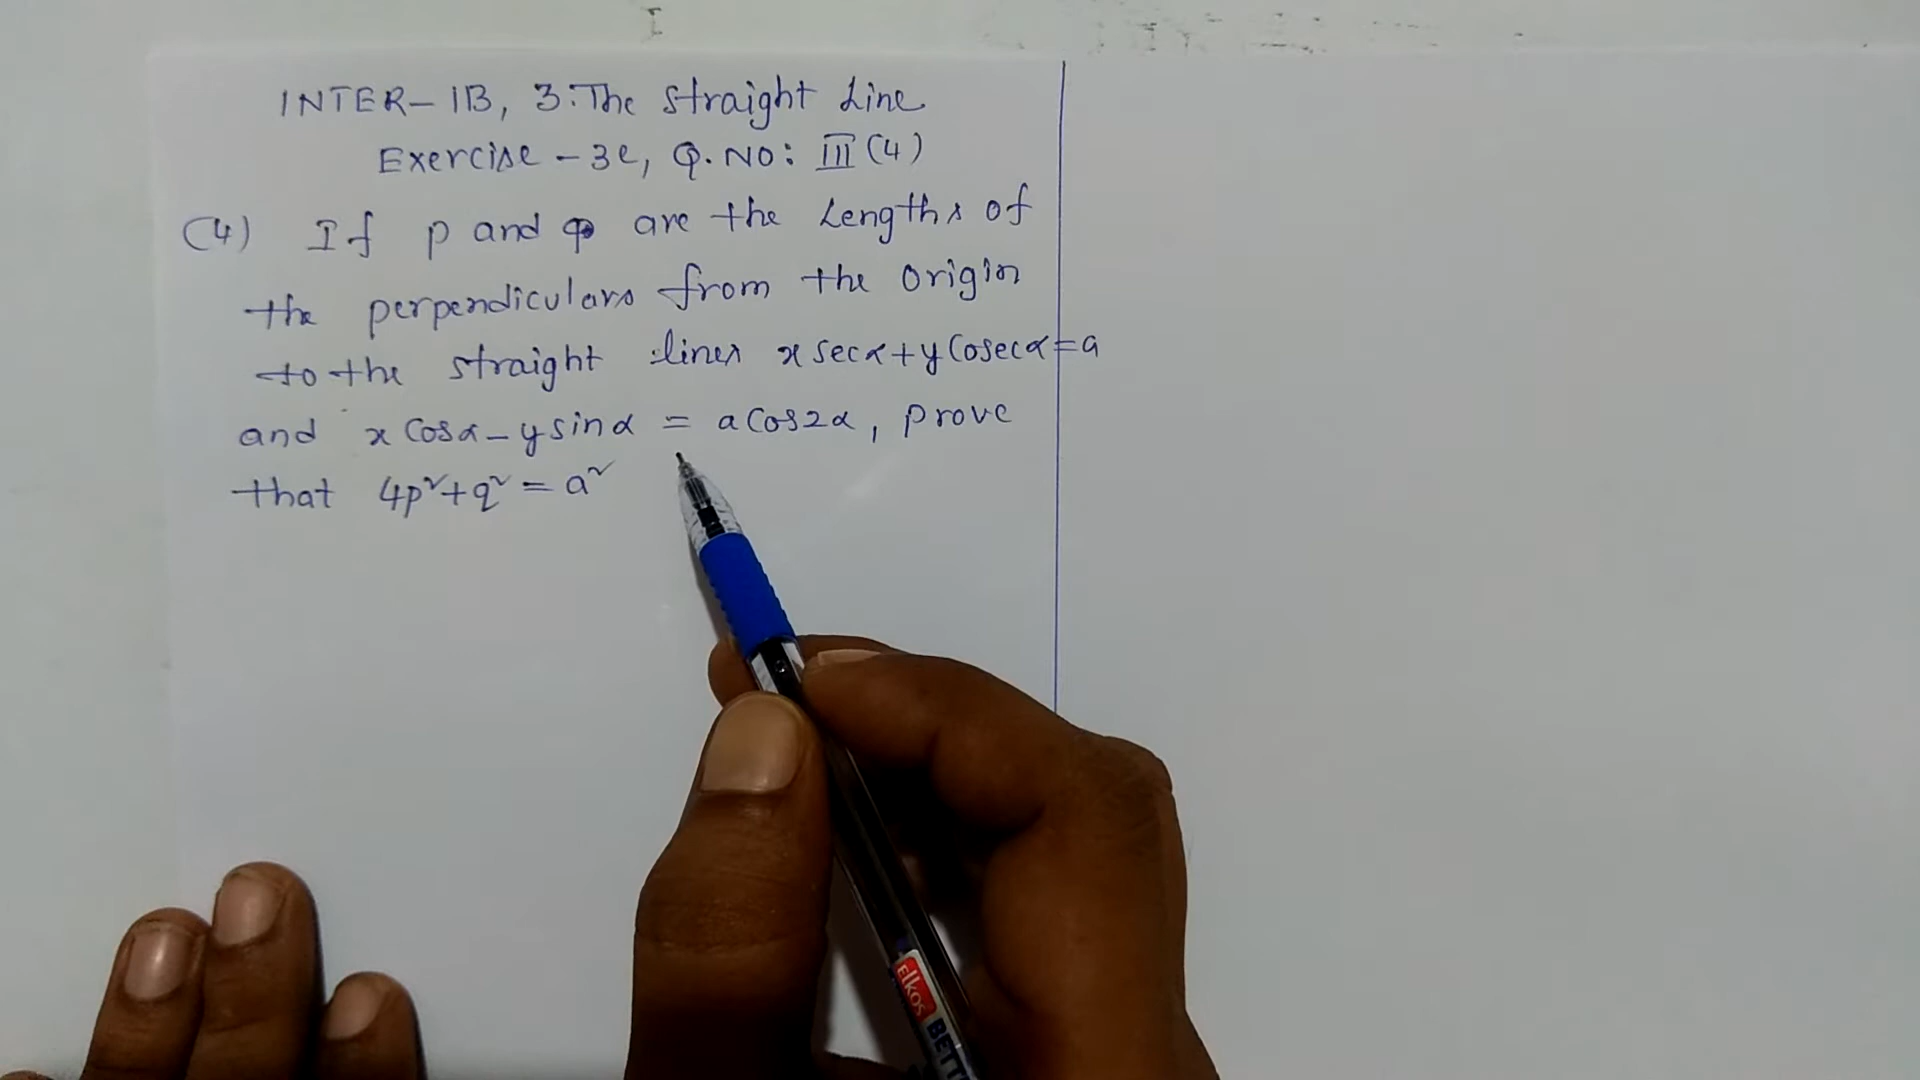 INTER-1B, 3:The straight Line
Exercise - 3e, Q.NO: III (4)
(4) If p and q are the Lengths of
the perpendiculars from the origin
to the straight lines x secα+y Cosecα=a
and x Cosα-y sinα = a Cos2α, prove
that 4p²+q² = a²
elkos
BETT